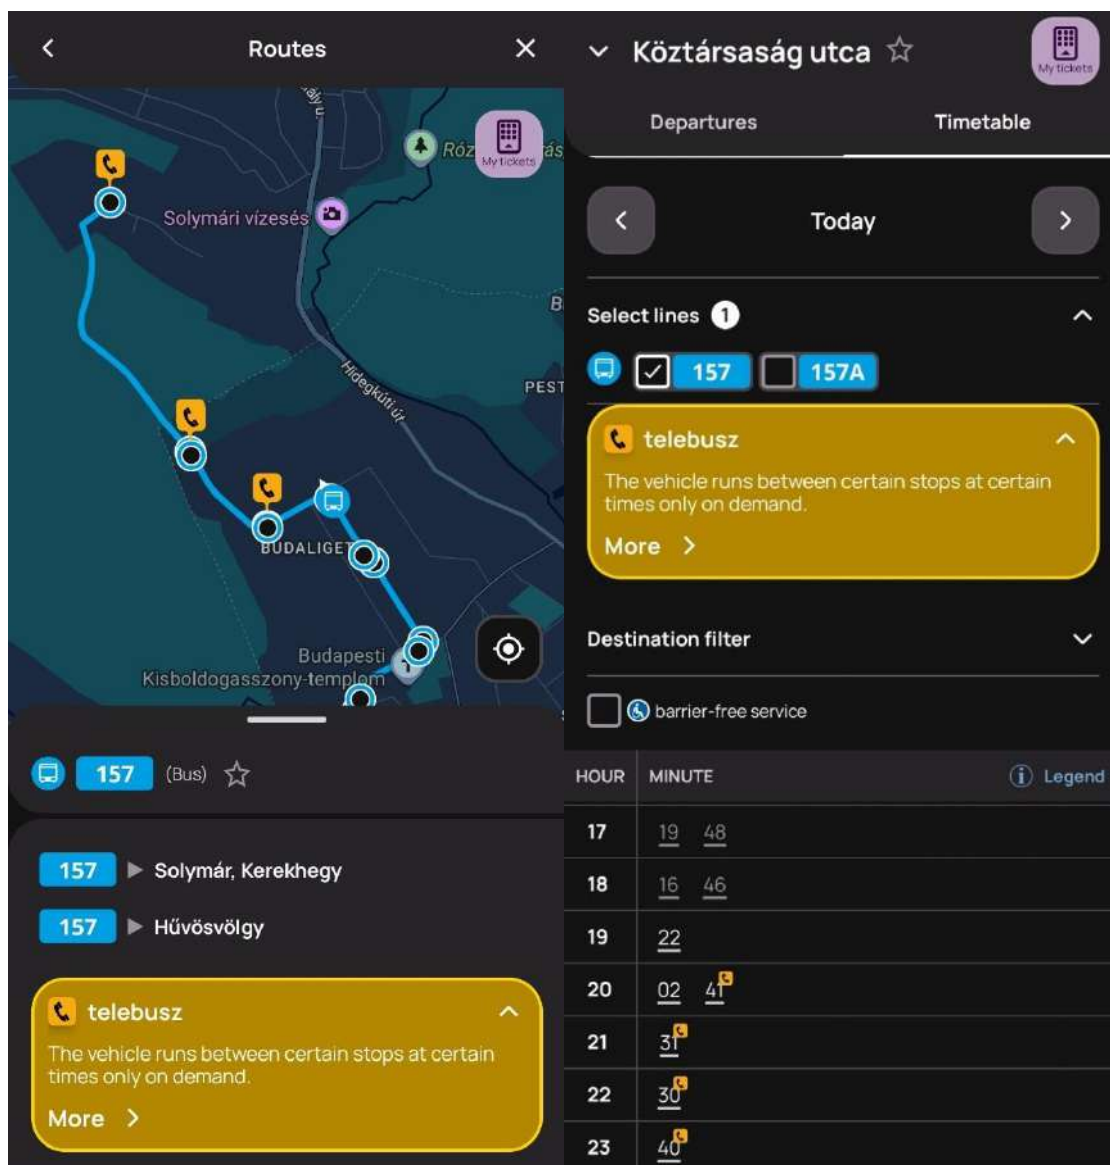 Routes
ály u.
Róz
ás
My tickets
Solymári vízesés
B
Hidegkúti út
PEST
BUDALIGET
Budapesti
Kisboldogasszony-templom
157 (Bus)
157 Solymár, Kerekhegy
157 Hűvösvölgy
telebusz
The vehicle runs between certain stops at certain
times only on demand.
More
Köztársaság utca
My tickets
Departures Timetable
Today
Select lines 1
157 157A
telebusz
The vehicle runs between certain stops at certain
times only on demand.
More
Destination filter
barrier-free service
HOUR MINUTE Legend
17 19 48
18 16 46
19 22
20 02 41
21 31
22 30
23 40